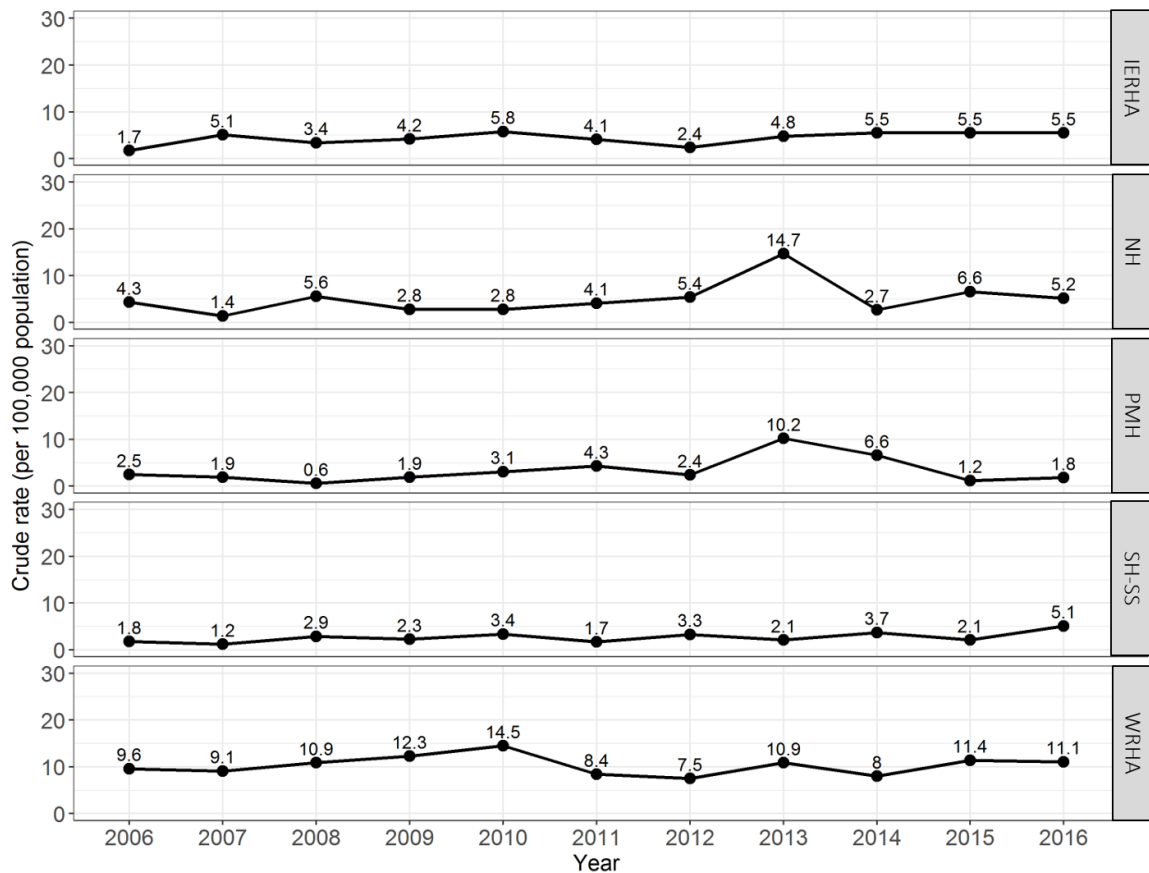 Crude rate (per 100,000 population)
30
20
10
0
1.7 5.1 3.4 4.2 5.8 4.1 2.4 4.8 5.5 5.5 5.5
IERHA
30
20
10
0
4.3 1.4 5.6 2.8 2.8 4.1 5.4 14.7 2.7 6.6 5.2
NH
30
20
10
0
2.5 1.9 0.6 1.9 3.1 4.3 2.4 10.2 6.6 1.2 1.8
PMH
30
20
10
0
1.8 1.2 2.9 2.3 3.4 1.7 3.3 2.1 3.7 2.1 5.1
SH-SS
30
20
10
0
9.6 9.1 10.9 12.3 14.5 8.4 7.5 10.9 8 11.4 11.1
WRHA
2006 2007 2008 2009 2010 2011 2012 2013 2014 2015 2016
Year